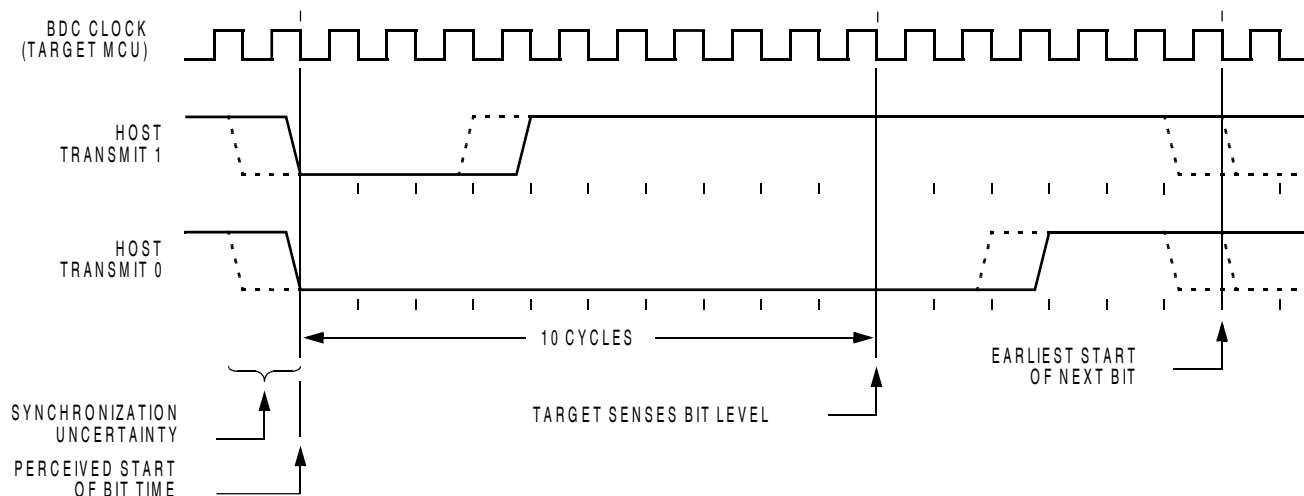 BDC CLOCK
(TARGET MCU)
HOST
TRANSMIT 1
HOST
TRANSMIT 0
10 CYCLES
EARLIEST START
OF NEXT BIT
TARGET SENSES BIT LEVEL
SYNCHRONIZATION
UNCERTAINTY
PERCEIVED START
OF BIT TIME